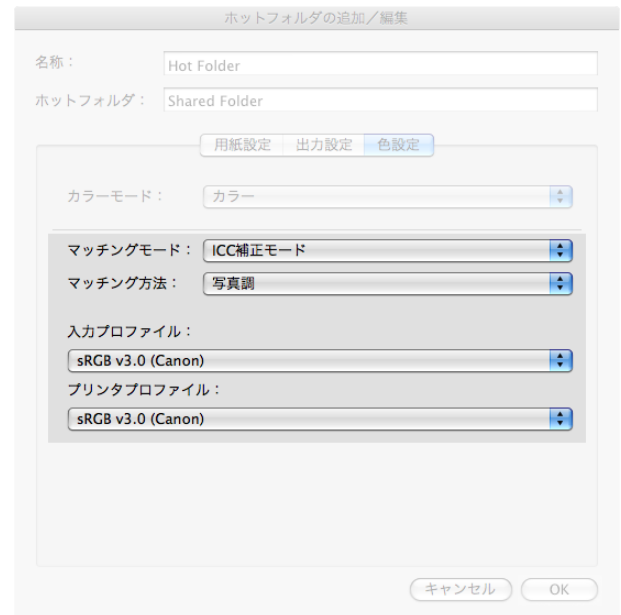 ホットフォルダの追加／編集
名称： Hot Folder
ホットフォルダ： Shared Folder
用紙設定 出力設定 色設定
カラーモード： カラー
マッチングモード： ICC補正モード
マッチング方法： 写真調
入力プロファイル：
sRGB v3.0 (Canon)
プリンタプロファイル：
sRGB v3.0 (Canon)
キャンセル OK